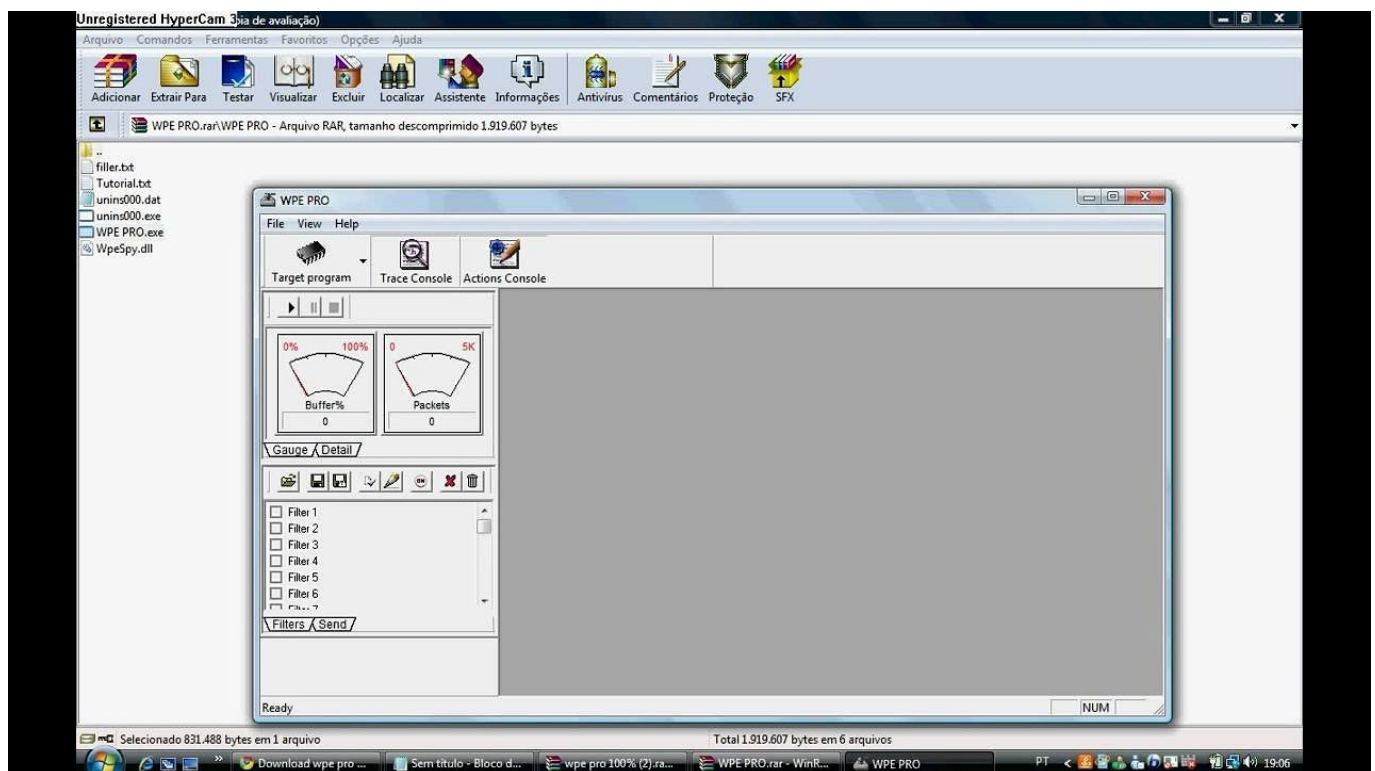 Unregistered HyperCam 3
pia de avaliação)
Arquivo Comandos Ferramentas Favoritos Opções Ajuda
Adicionar Extrair Para Testar Visualizar Excluir Localizar Assistente Informações Antivírus Comentários Proteção SFX
WPE PRO.rar\WPE PRO - Arquivo RAR, tamanho descomprimido 1.919.607 bytes
..
filler.txt
Tutorial.txt
unins000.dat
unins000.exe
WPE PRO.exe
WpeSpy.dll
WPE PRO
File View Help
Target program Trace Console Actions Console
0% 100% 0 5K
Buffer% Packets
0 0
Gauge Detail
ON
Filter 1
Filter 2
Filter 3
Filter 4
Filter 5
Filter 6
Filter 7
Filters Send
Ready NUM
Selecionado 831.488 bytes em 1 arquivo Total 1.919.607 bytes em 6 arquivos
Download wpe pro ... Sem título - Bloco d... wpe pro 100% (2).ra... WPE PRO.rar - WinR... WPE PRO PT 19:06